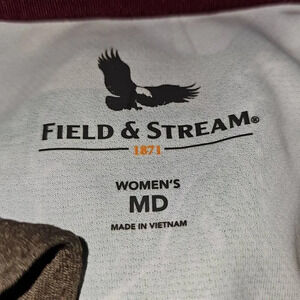 FIELD & STREAM®
1871
WOMEN'S
MD
MADE IN VIETNAM